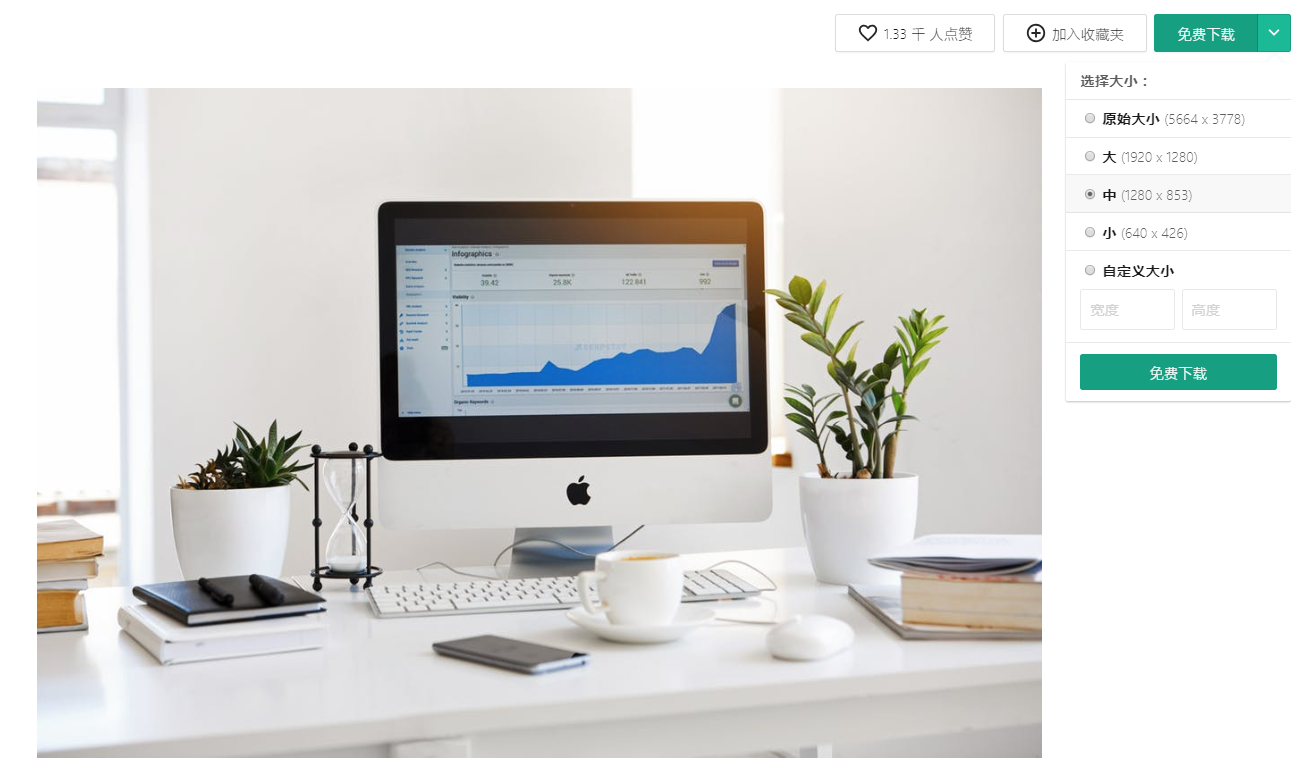 1.33 千 人点赞
加入收藏夹
免费下载
选择大小：
原始大小 (5664 x 3778)
大 (1920 x 1280)
中 (1280 x 853)
小 (640 x 426)
自定义大小
宽度 高度
免费下载
Infographics
39.42 25.8K 122 841 992
Visibility
Organic Keywords